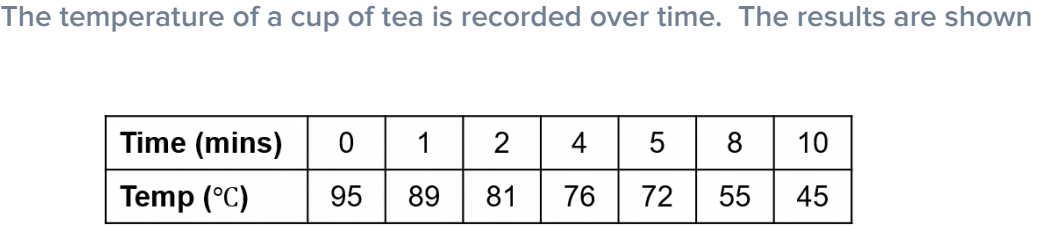 The temperature of a cup of tea is recorded over time. The results are shown
Time (mins) 0 1 2 4 5 8 10
Temp (°C) 95 89 81 76 72 55 45